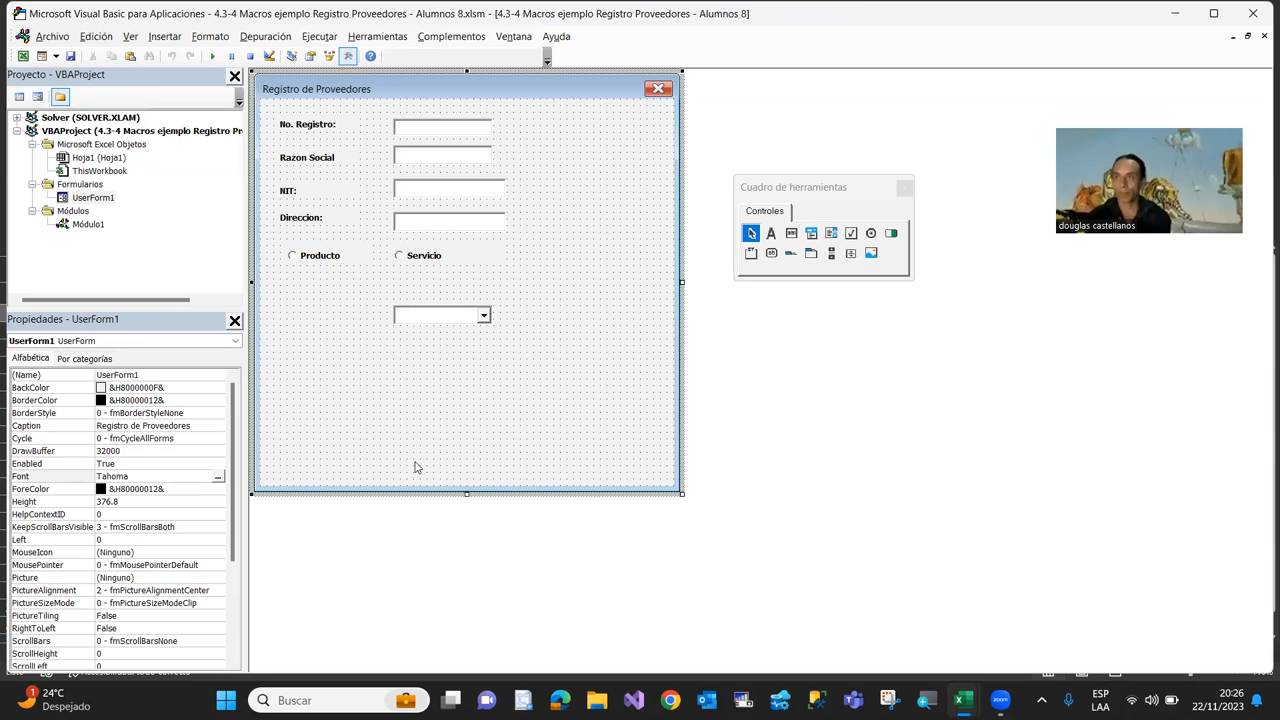 Microsoft Visual Basic para Aplicaciones - 4.3-4 Macros ejemplo Registro Proveedores - Alumnos 8.xlsm - [4.3-4 Macros ejemplo Registro Proveedores - Alumnos 8]
Archivo Edición Ver Insertar Formato Depuración Ejecutar Herramientas Complementos Ventana Ayuda
Proyecto - VBAProject
Solver (SOLVER.XLAM)
VBAProject (4.3-4 Macros ejemplo Registro Pr
Microsoft Excel Objetos
Hoja1 (Hoja1)
ThisWorkbook
Formularios
UserForm1
Módulos
Módulo1
Propiedades - UserForm1
UserForm1 UserForm
Alfabética Por categorías
(Name) UserForm1
BackColor &H8000000F&
BorderColor &H80000012&
BorderStyle 0 - fmBorderStyleNone
Caption Registro de Proveedores
Cycle 0 - fmCycleAllForms
DrawBuffer 32000
Enabled True
Font Tahoma ...
ForeColor &H80000012&
Height 376.8
HelpContextID 0
KeepScrollBarsVisible 3 - fmScrollBarsBoth
Left 0
MouseIcon (Ninguno)
MousePointer 0 - fmMousePointerDefault
Picture (Ninguno)
PictureAlignment 2 - fmPictureAlignmentCenter
PictureSizeMode 0 - fmPictureSizeModeClip
PictureTiling False
RightToLeft False
ScrollBars 0 - fmScrollBarsNone
ScrollHeight 0
ScrollLeft 0
Registro de Proveedores
No. Registro:
Razon Social
NIT:
Direccion:
Producto Servicio
Cuadro de herramientas
Controles
douglas castellanos
24°C
Despejado
Buscar
ESP
LAA
20:26
22/11/2023